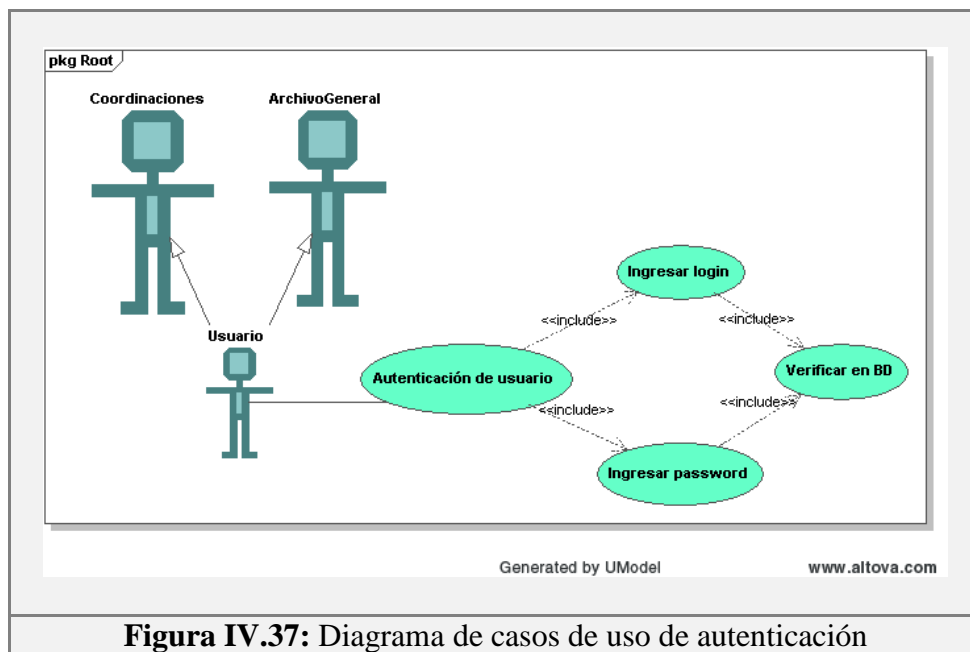 pkg Root
Coordinaciones
ArchivoGeneral
Usuario
Autenticación de usuario
<<include>>
Ingresar login
<<include>>
<<include>>
Ingresar password
<<include>>
Verificar en BD
Generated by UModel
www.altova.com
Figura IV.37: Diagrama de casos de uso de autenticación